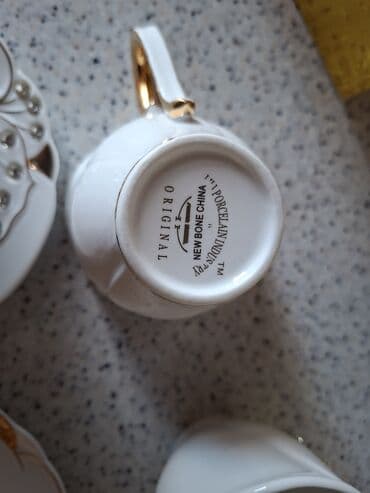 PORCELAIN INDUSTRY
TM
"
NEW BONE CHINA
ORIGINAL